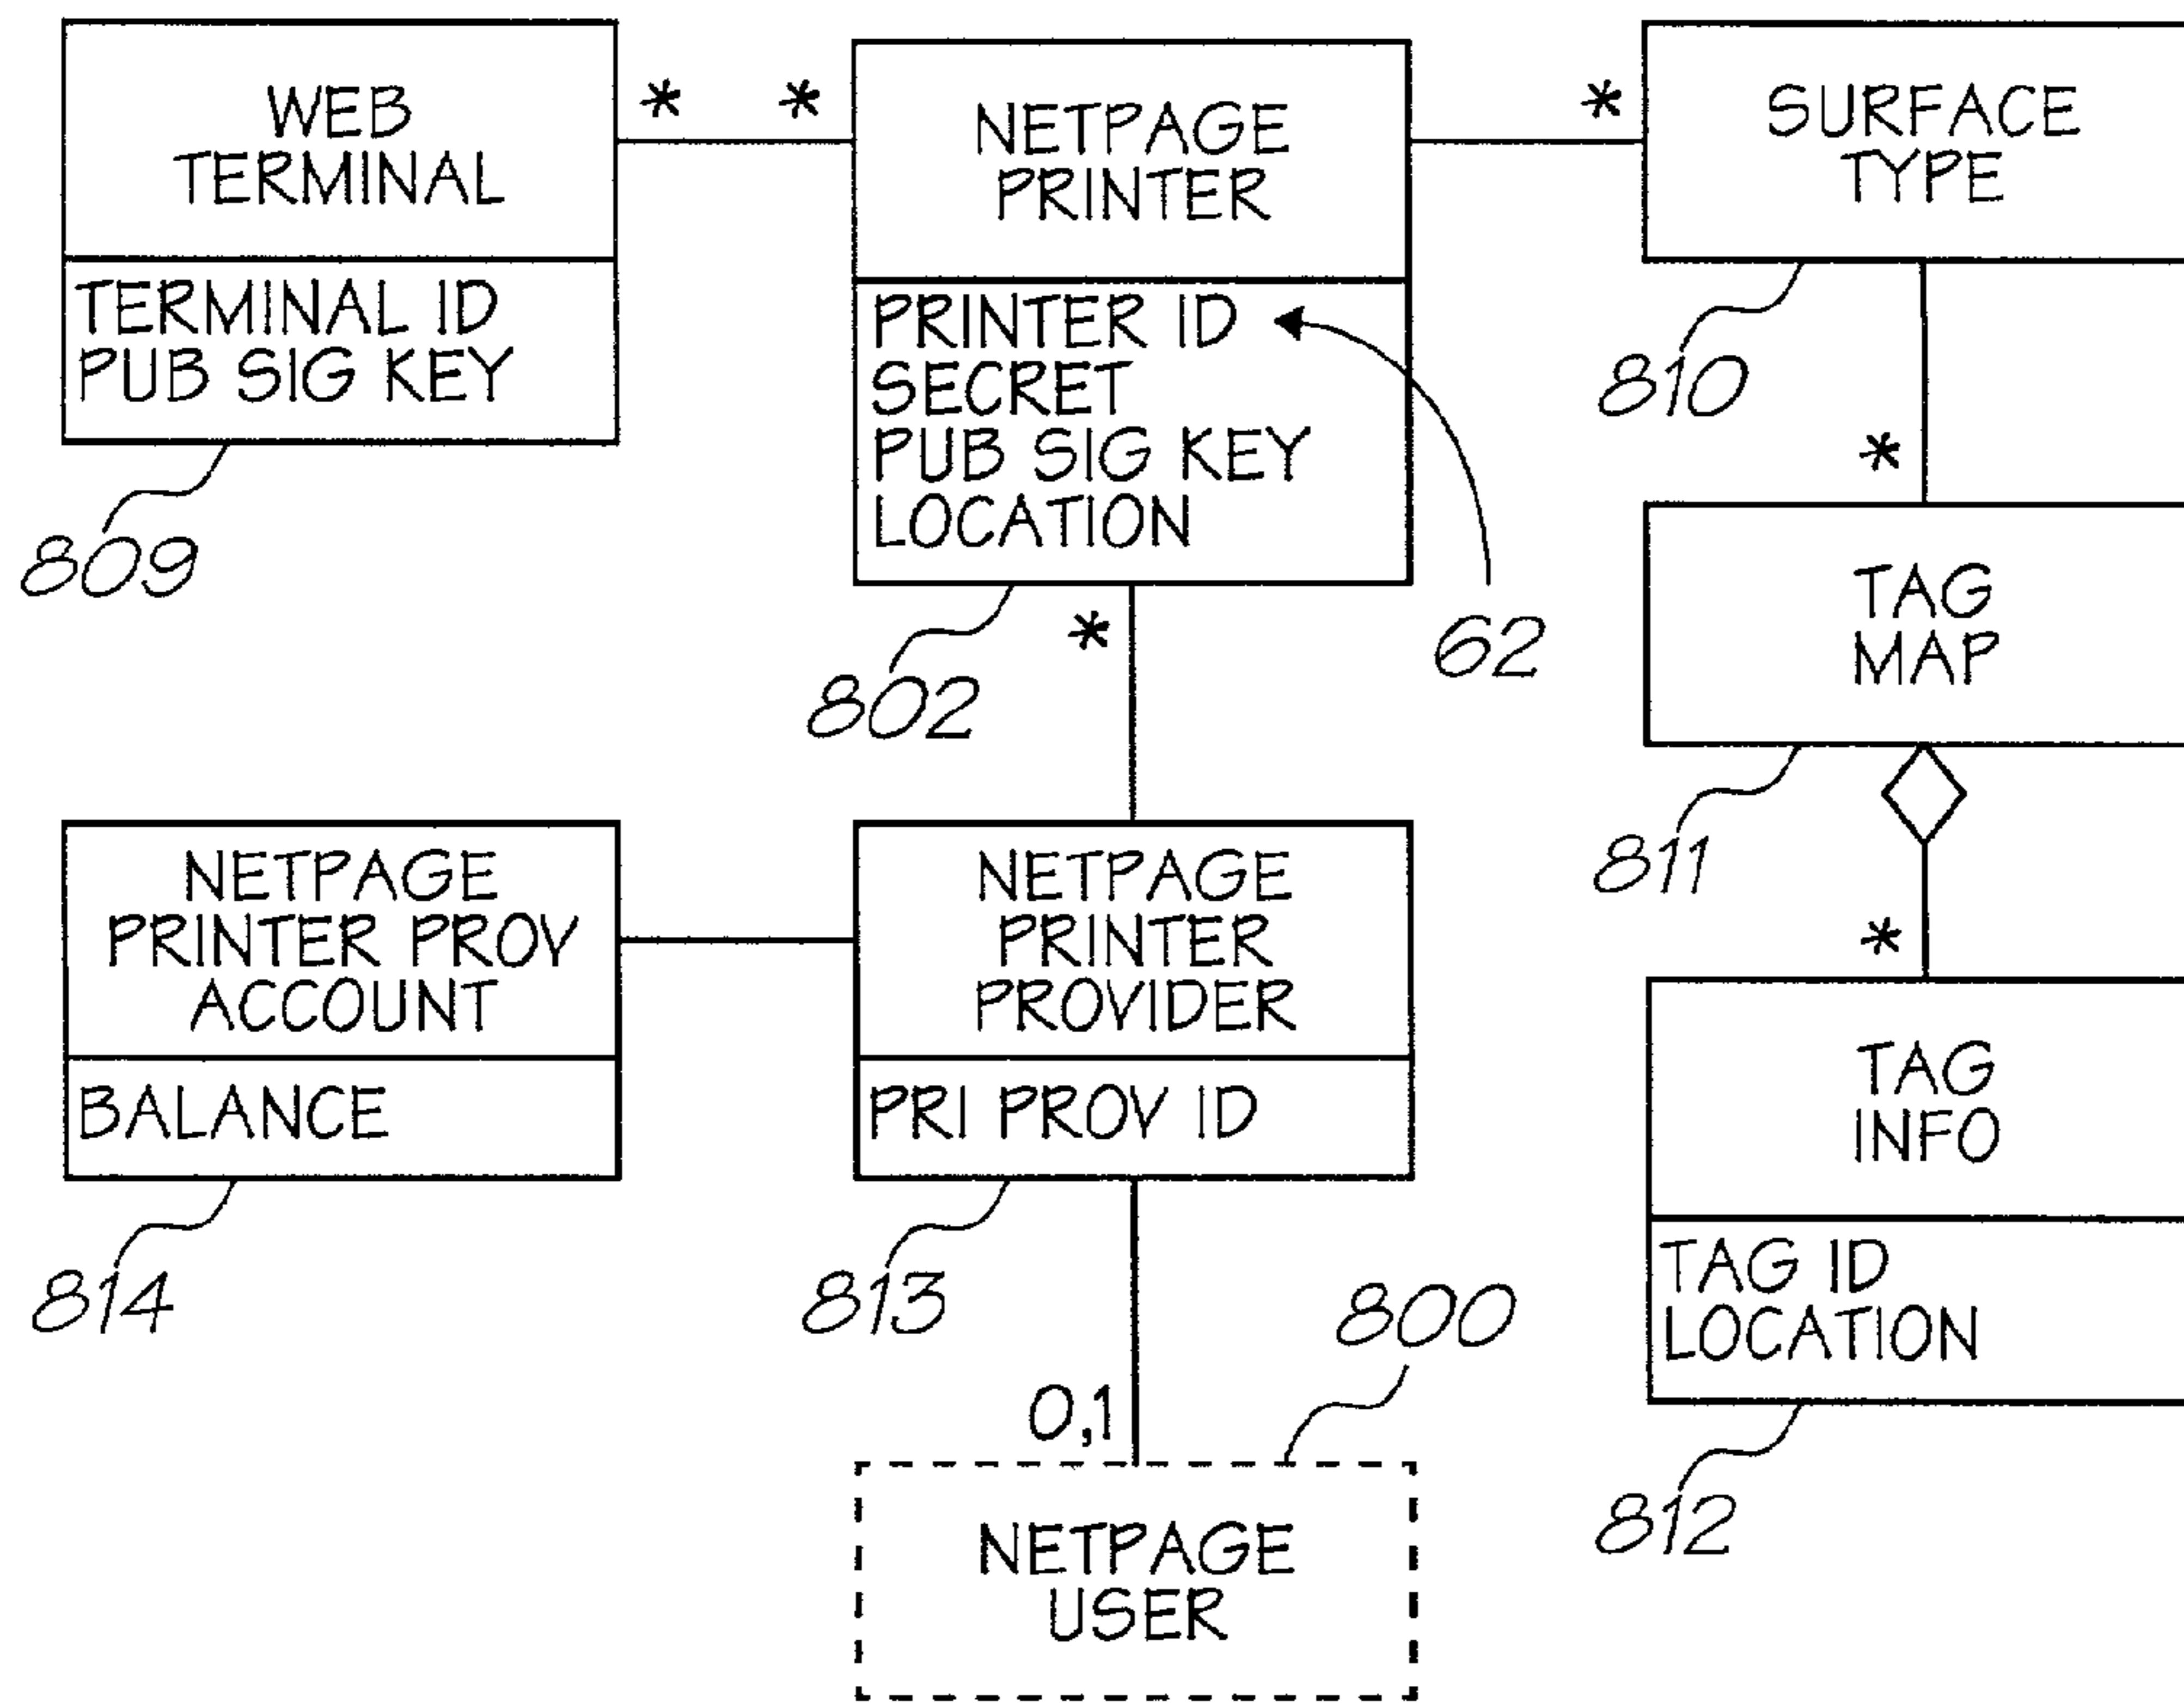 WEB
TERMINAL
TERMINAL ID
PUB SIG KEY
809
*
*
NETPAGE
PRINTER
PRINTER ID
SECRET
PUB SIG KEY
LOCATION
62
802
*
*
SURFACE
TYPE
810
*
TAG
MAP
811
*
TAG
INFO
TAG ID
LOCATION
812
NETPAGE
PRINTER PROV
ACCOUNT
BALANCE
814
NETPAGE
PRINTER
PROVIDER
PRI PROV ID
813
0,1
800
NETPAGE
USER